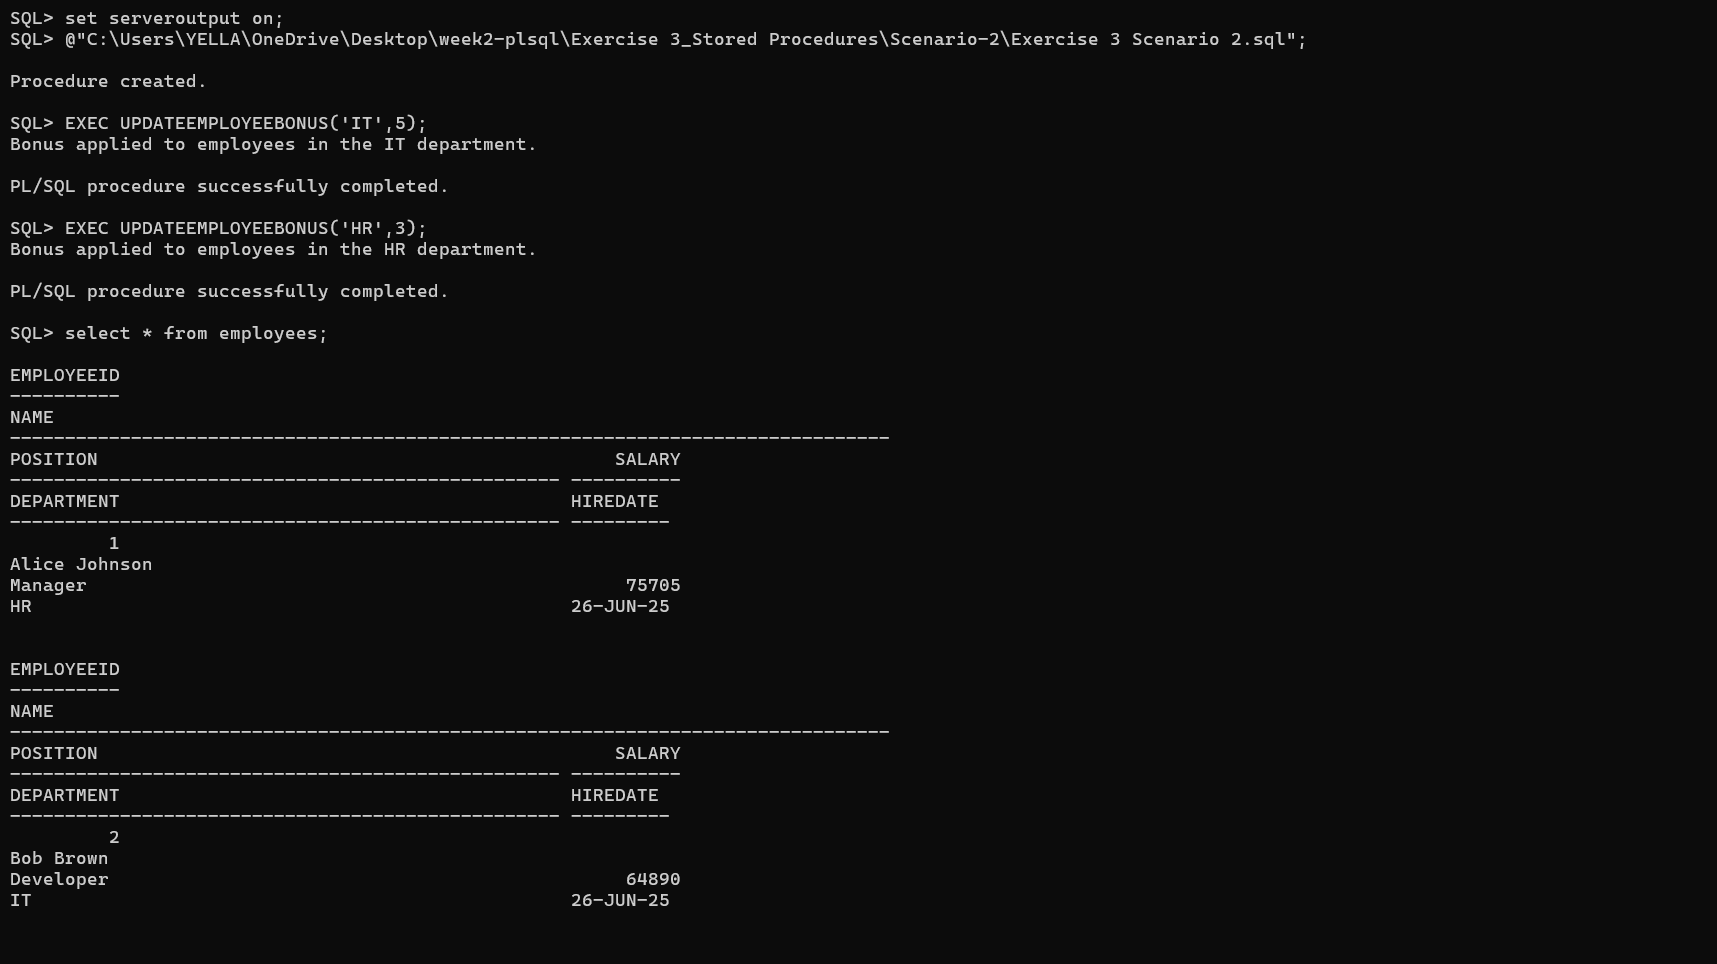 SQL> set serveroutput on;
SQL> @"C:\Users\YELLA\OneDrive\Desktop\week2-plsql\Exercise 3_Stored Procedures\Scenario-2\Exercise 3 Scenario 2.sql";
Procedure created.
SQL> EXEC UPDATEEMPLOYEEBONUS('IT',5);
Bonus applied to employees in the IT department.
PL/SQL procedure successfully completed.
SQL> EXEC UPDATEEMPLOYEEBONUS('HR',3);
Bonus applied to employees in the HR department.
PL/SQL procedure successfully completed.
SQL> select * from employees;
EMPLOYEEID
----------
NAME
--------------------------------------------------------------------------------
POSITION                                               SALARY
-------------------------------------------------- ----------
DEPARTMENT                                         HIREDATE
-------------------------------------------------- ---------
         1
Alice Johnson
Manager                                                 75705
HR                                                 26-JUN-25
EMPLOYEEID
----------
NAME
--------------------------------------------------------------------------------
POSITION                                               SALARY
-------------------------------------------------- ----------
DEPARTMENT                                         HIREDATE
-------------------------------------------------- ---------
         2
Bob Brown
Developer                                               64890
IT                                                 26-JUN-25